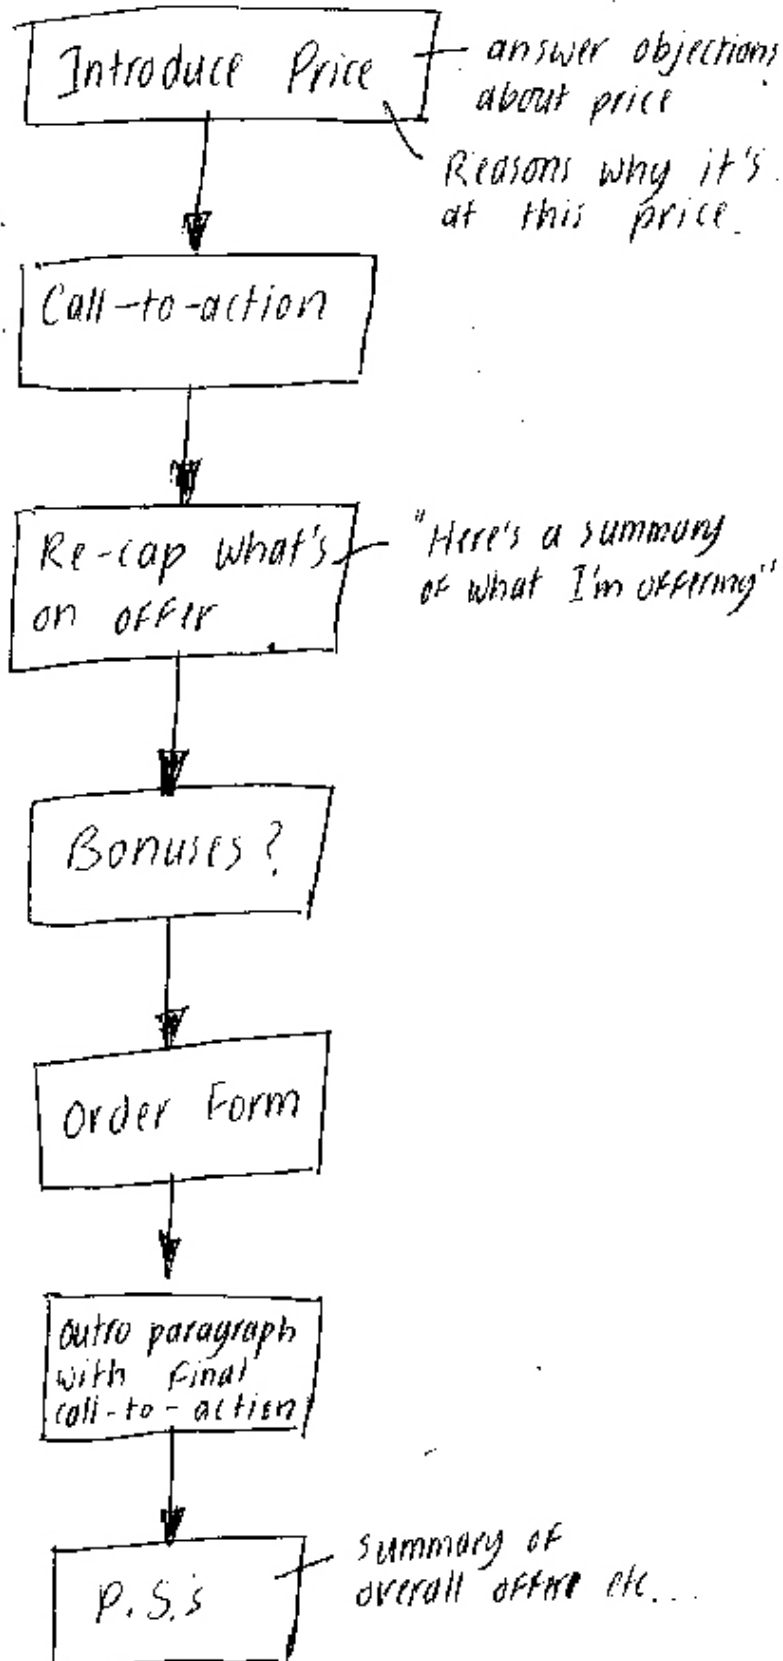 Introduce Price
answer objections
about price
Reasons why it's
at this price.
Call-to-action
Re-cap what's
on offer
"Here's a summary
of what I'm offering"
Bonuses?
Order Form
Outro paragraph
with final
call-to-action
P.S.'s
summary of
overall etc...